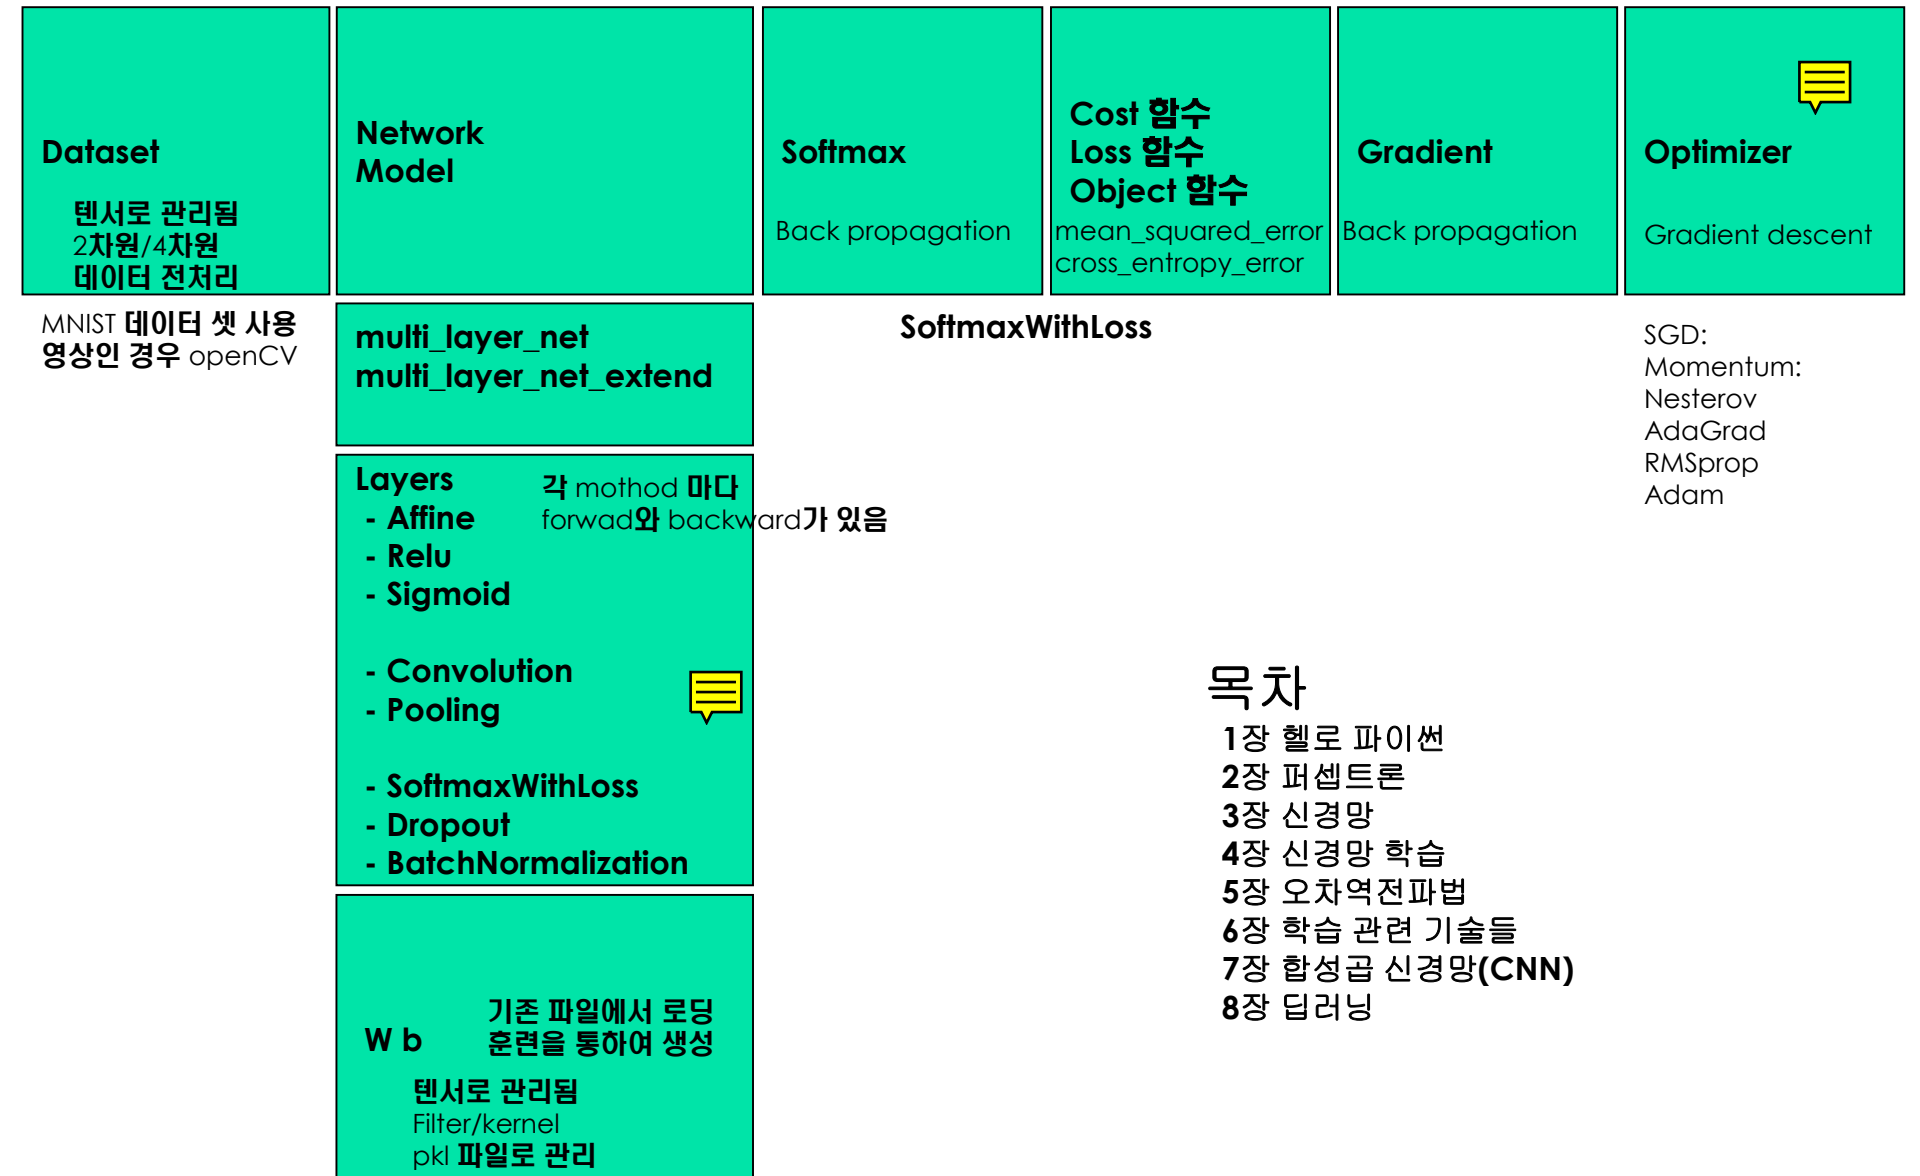 Dataset
텐서로 관리됨
2차원/4차원
데이터 전처리
MNIST 데이터 셋 사용
영상인 경우 openCV
Network
Model
multi_layer_net
multi_layer_net_extend
Layers
- Affine
- Relu
- Sigmoid
- Convolution
- Pooling
- SoftmaxWithLoss
- Dropout
- BatchNormalization
각 mothod 마다
forwad와 backward가 있음
W b
기존 파일에서 로딩
훈련을 통하여 생성
텐서로 관리됨
Filter/kernel
pkl 파일로 관리
Softmax
Back propagation
Cost 함수
Loss 함수
Object 함수
mean_squared_error
cross_entropy_error
SoftmaxWithLoss
Gradient
Back propagation
Optimizer
Gradient descent
SGD:
Momentum:
Nesterov
AdaGrad
RMSprop
Adam
목차
1장 헬로 파이썬
2장 퍼셉트론
3장 신경망
4장 신경망 학습
5장 오차역전파법
6장 학습 관련 기술들
7장 합성곱 신경망(CNN)
8장 딥러닝